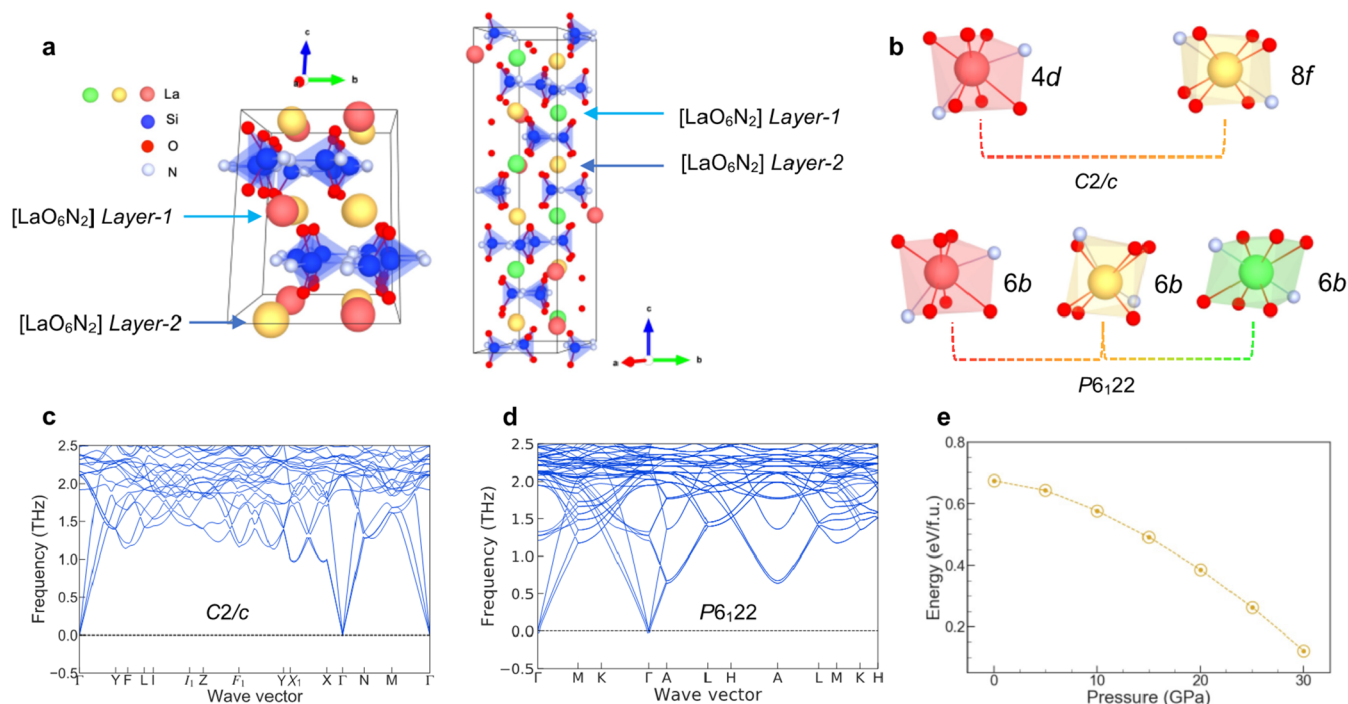 a
c
a
b
La
Si
O
N
[LaO₆N₂] Layer-1
[LaO₆N₂] Layer-2
[LaO₆N₂] Layer-1
[LaO₆N₂] Layer-2
c
a
b
b
4d
8f
C2/c
6b
6b
6b
P6₁22
c
Frequency (THz)
2.5
2.0
1.5
1.0
0.5
0.0
−0.5
C2/c
Γ Y F L I I₁ Z F₁ Y X₁ X Γ N M Γ
Wave vector
d
Frequency (THz)
2.5
2.0
1.5
1.0
0.5
0.0
−0.5
P6₁22
Γ M K Γ A L H A L M K H
Wave vector
e
Energy (eV/f.u.)
0.8
0.6
0.4
0.2
0 10 20 30
Pressure (GPa)